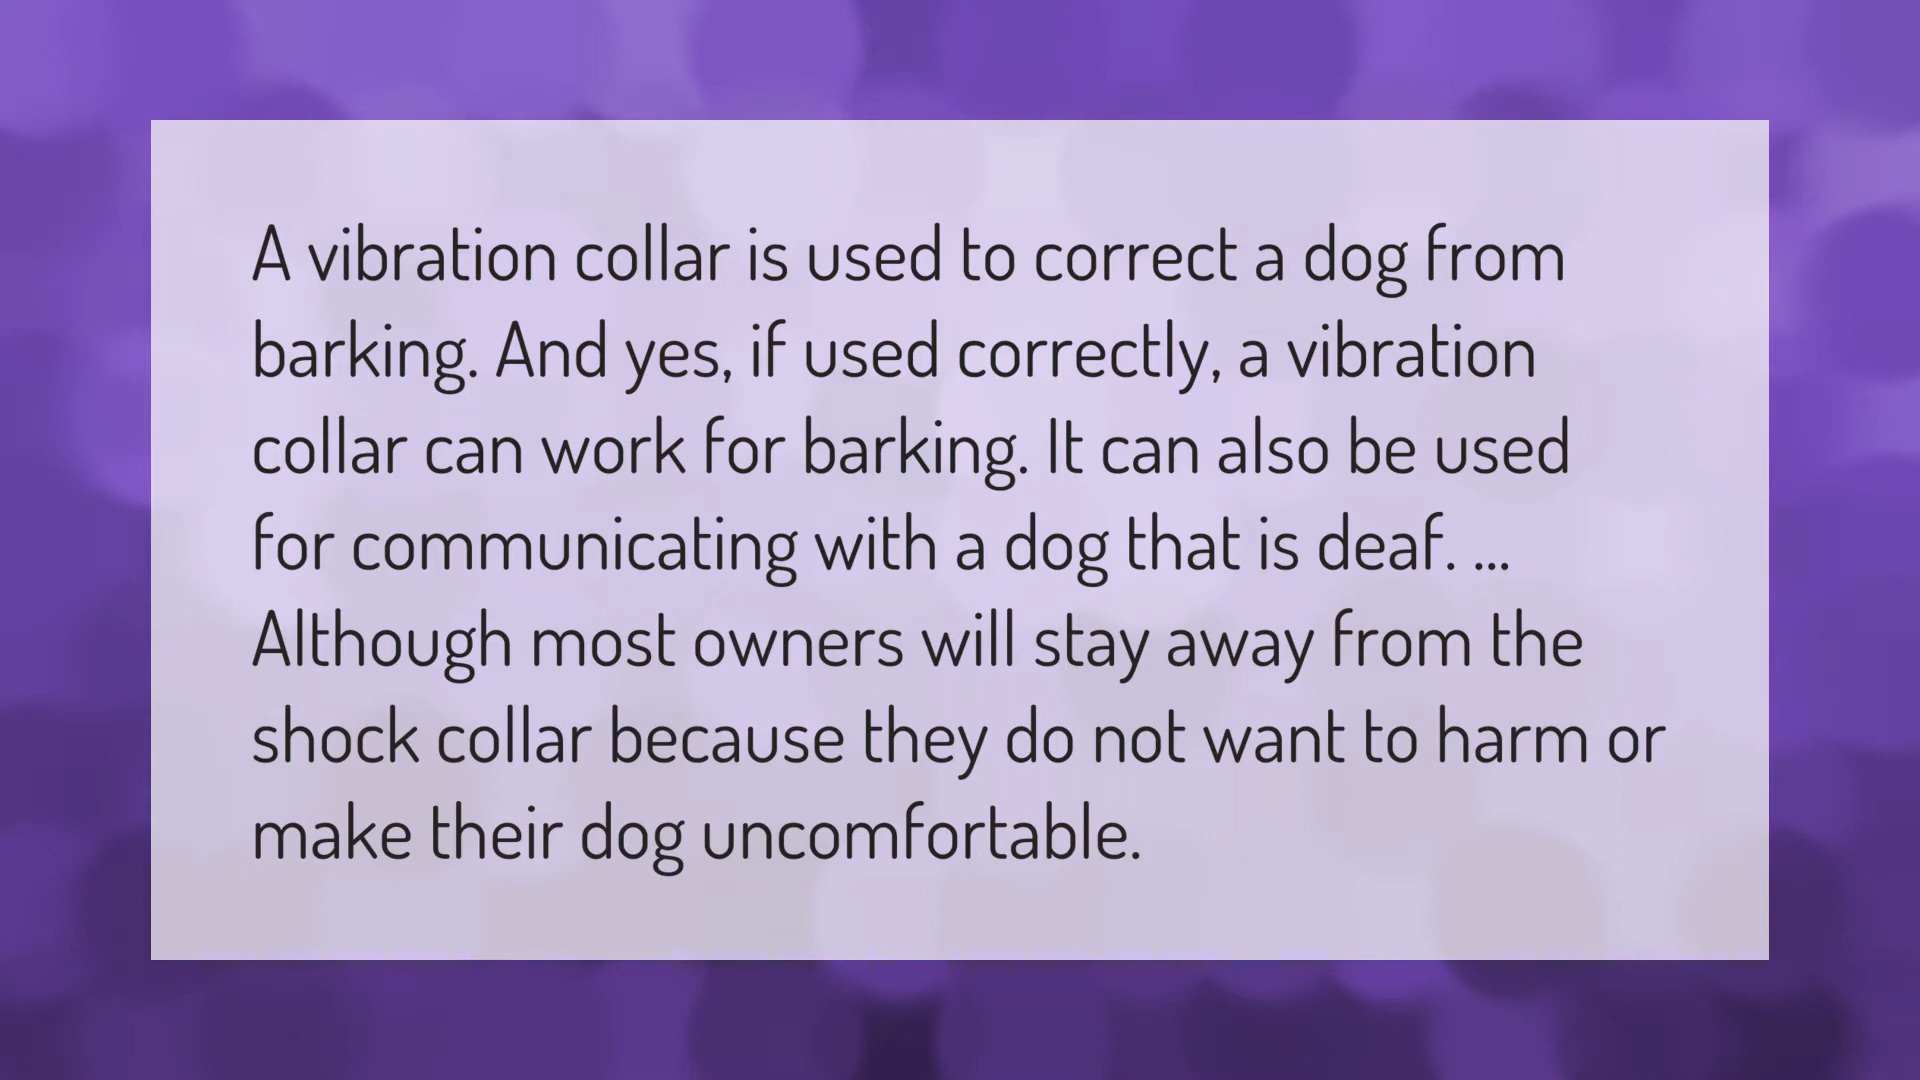 A vibration collar is used to correct a dog from
barking. And yes, if used correctly, a vibration
collar can work for barking. It can also be used
for communicating with a dog that is deaf. ...
Although most owners will stay away from the
shock collar because they do not want to harm or
make their dog uncomfortable.